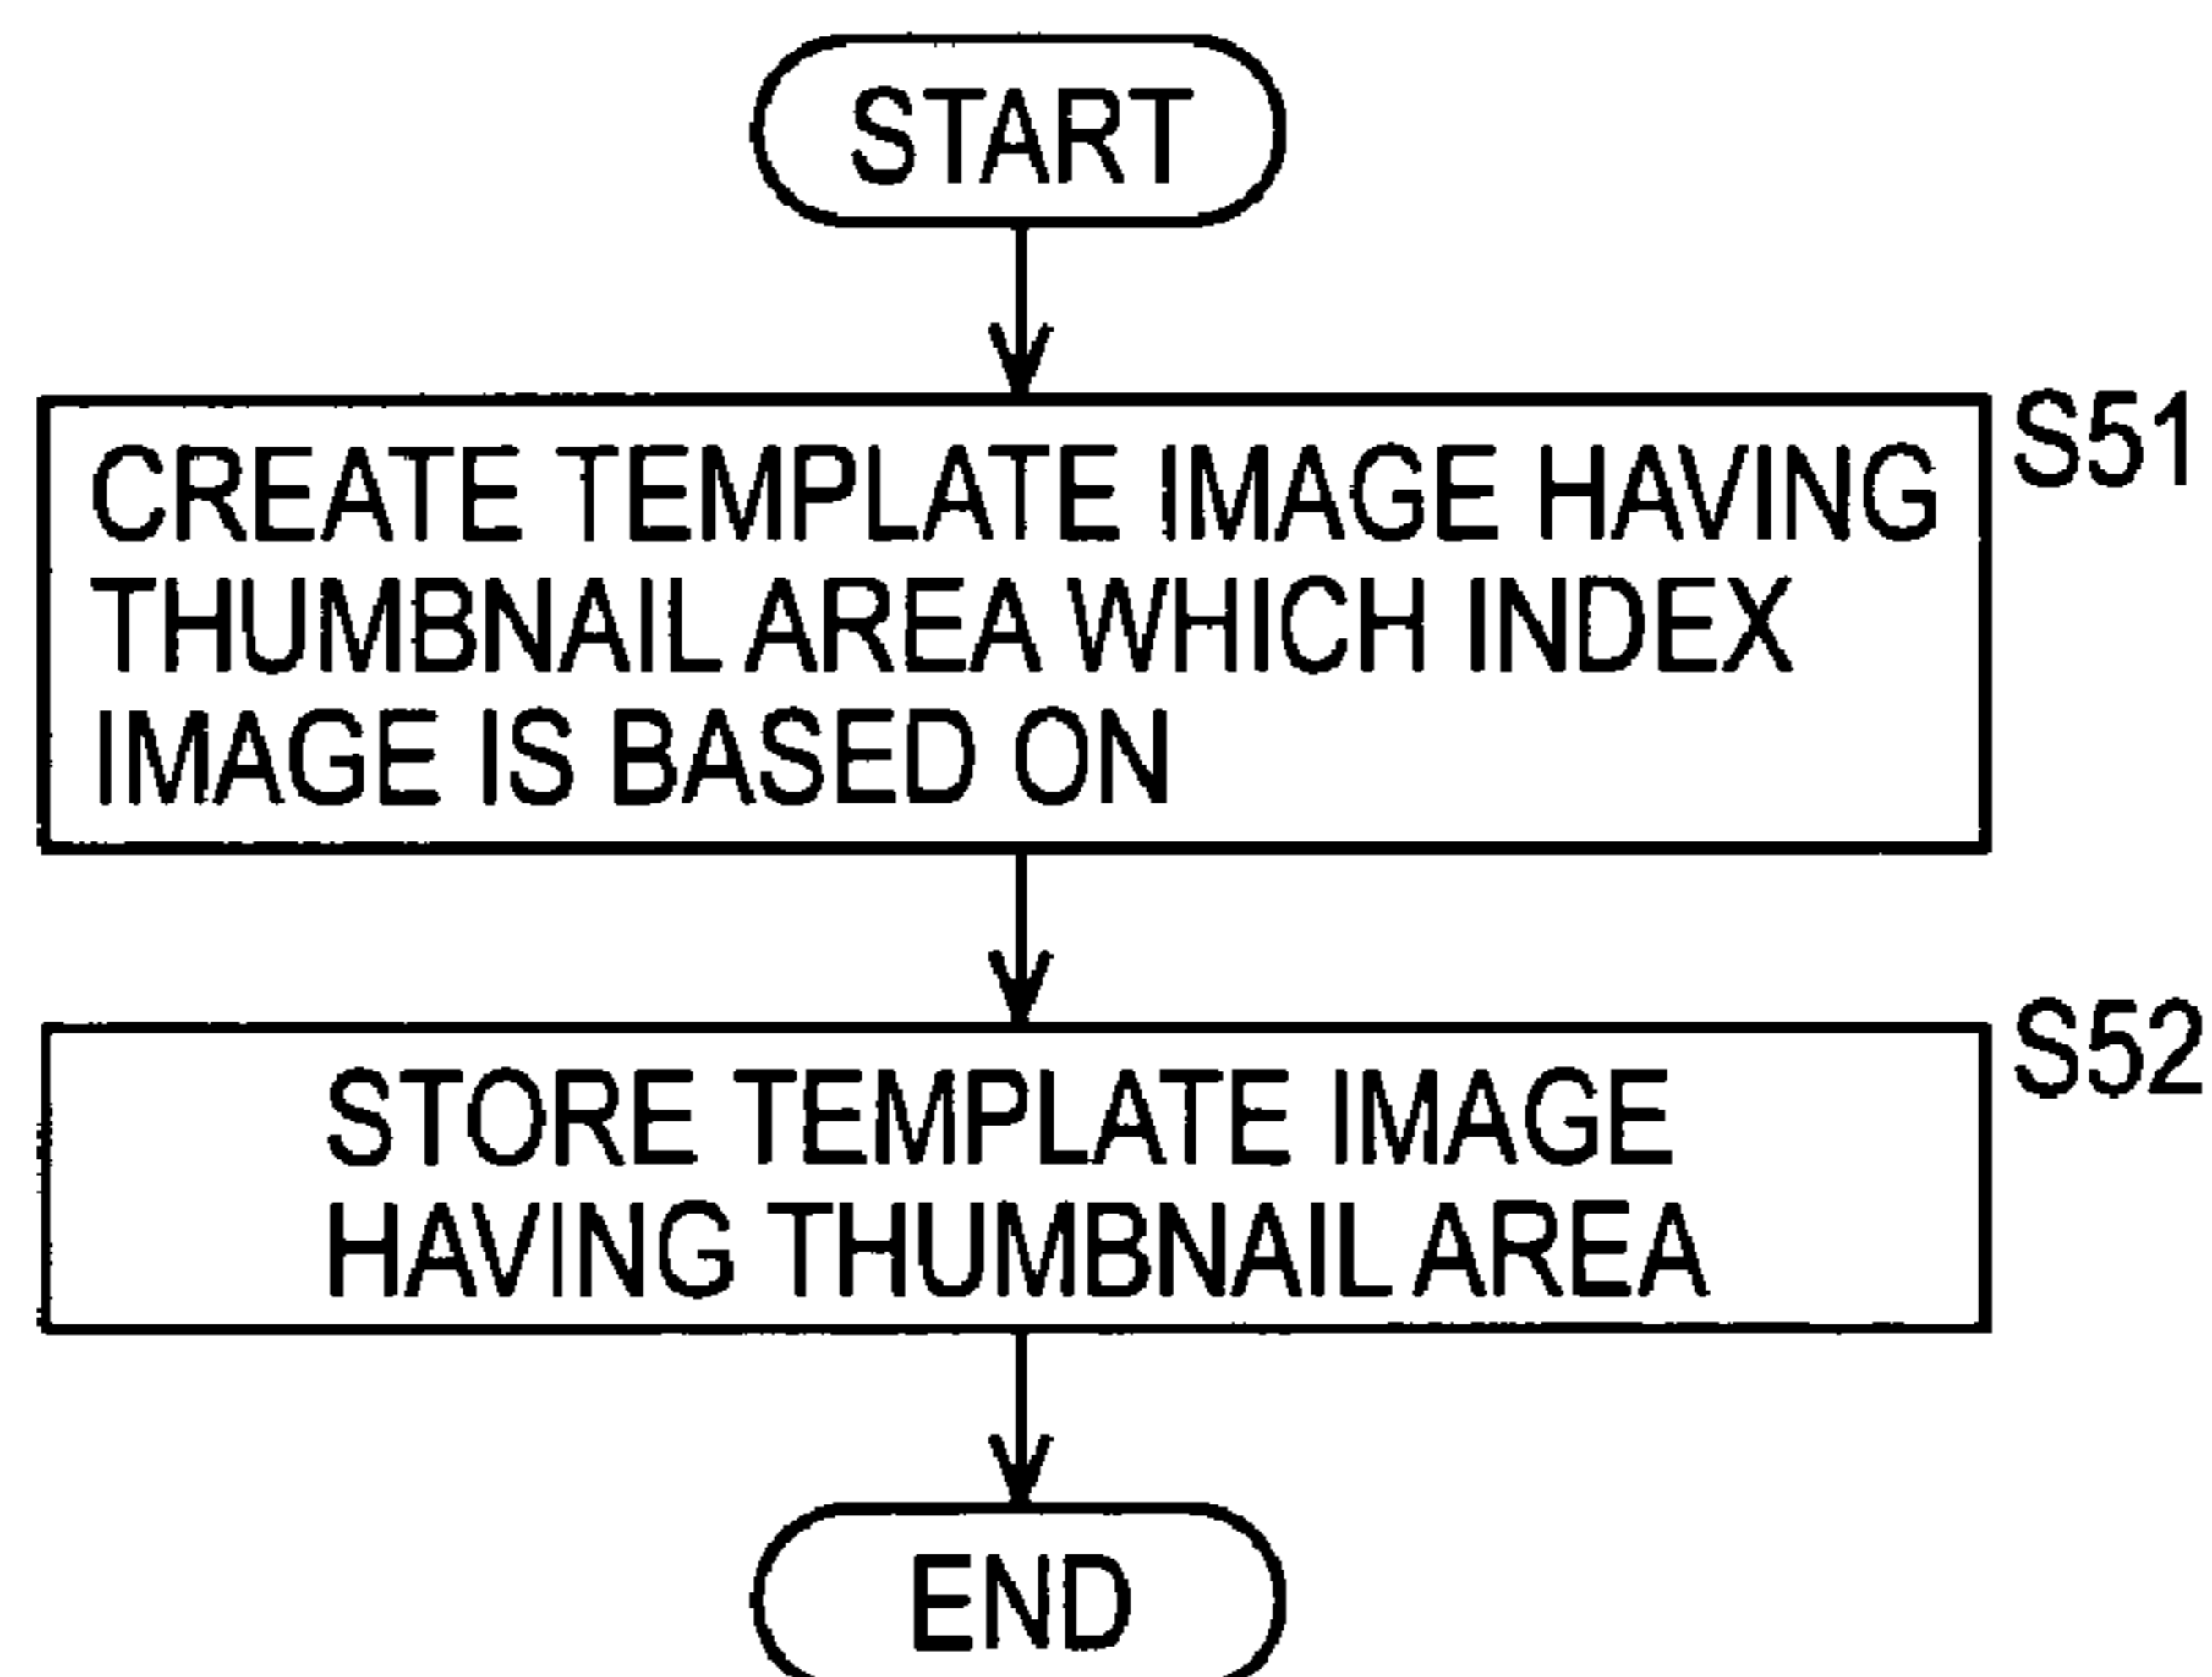 START
S51
CREATE TEMPLATE IMAGE HAVING
THUMBNAIL AREA WHICH INDEX
IMAGE IS BASED ON
S52
STORE TEMPLATE IMAGE
HAVING THUMBNAIL AREA
END